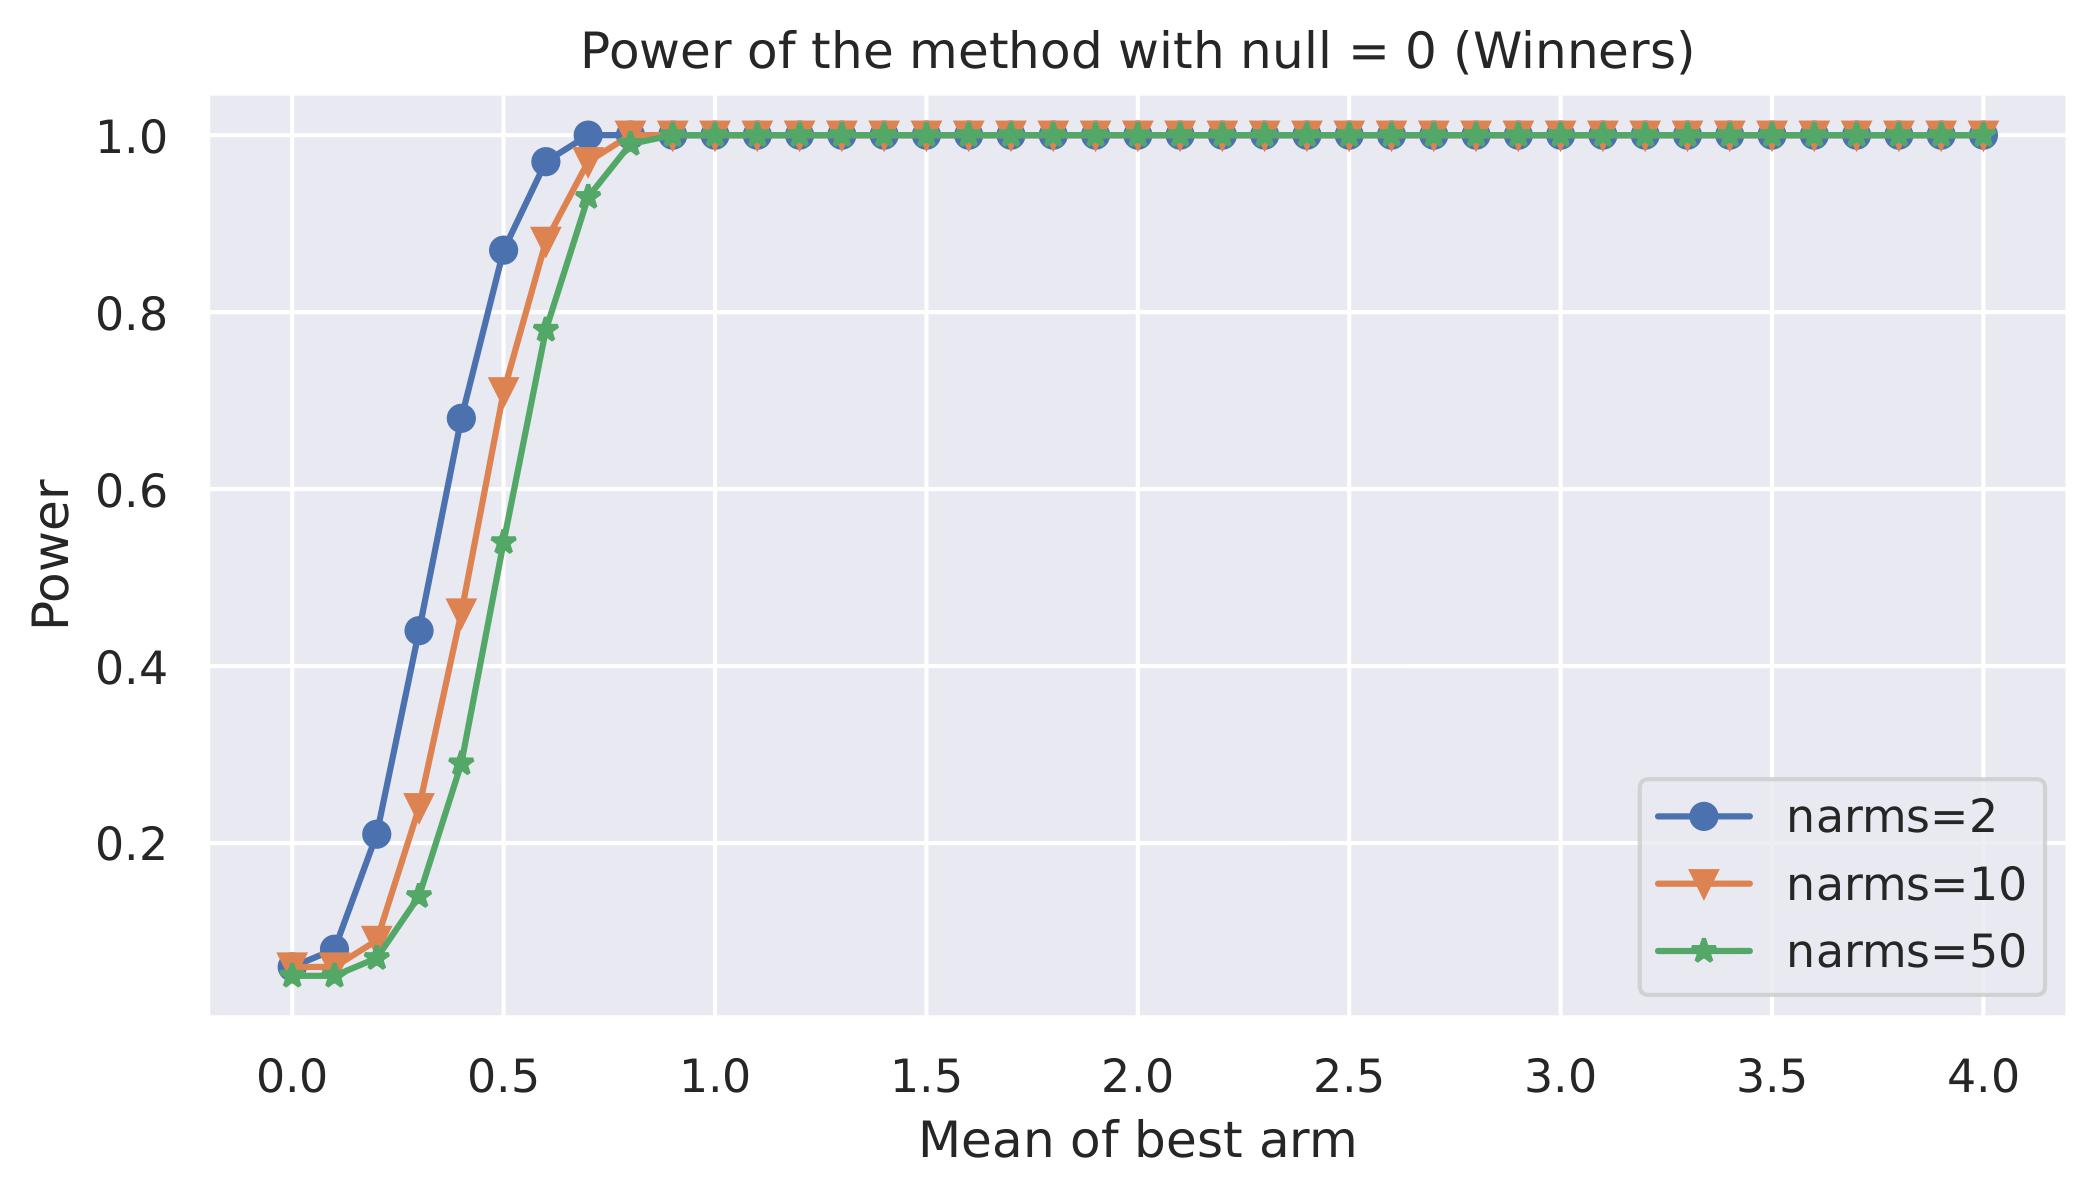 Power of the method with null = 0 (Winners)
1.0
0.8
0.6
0.4
0.2
Power
narms=2
narms=10
narms=50
0.0 0.5 1.0 1.5 2.0 2.5 3.0 3.5 4.0
Mean of best arm